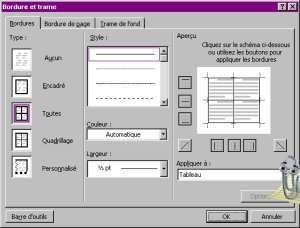 Bordure et trame
Bordures
Bordure de page
Trame de fond
Type :
Aucun
Encadré
Toutes
Quadrillage
Personnalisé
Style :
Couleur :
Automatique
Largeur :
½ pt
Aperçu
Cliquez sur le schéma ci-dessous
ou utilisez les boutons pour
appliquer les bordures
Appliquer à :
Tableau
Barre d'outils
OK
Annuler